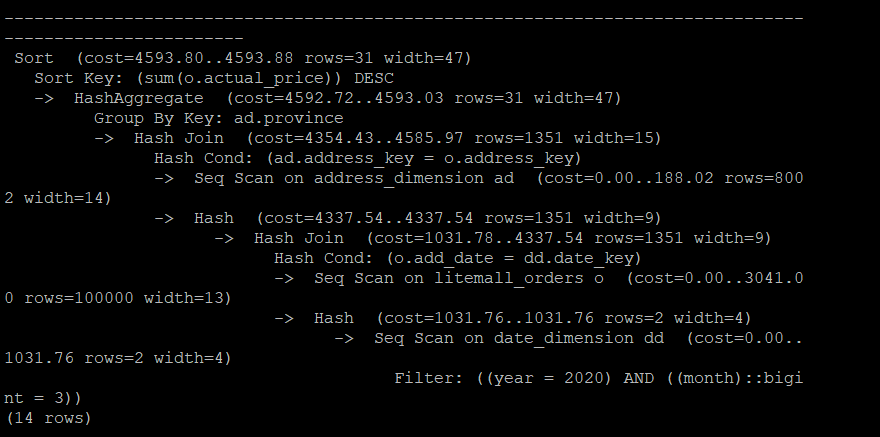 --------------------------------------------------------------------------------
------------------------
 Sort  (cost=4593.80..4593.88 rows=31 width=47)
   Sort Key: (sum(o.actual_price)) DESC
   ->  HashAggregate  (cost=4592.72..4593.03 rows=31 width=47)
         Group By Key: ad.province
         ->  Hash Join  (cost=4354.43..4585.97 rows=1351 width=15)
               Hash Cond: (ad.address_key = o.address_key)
               ->  Seq Scan on address_dimension ad  (cost=0.00..188.02 rows=800
2 width=14)
               ->  Hash  (cost=4337.54..4337.54 rows=1351 width=9)
                     ->  Hash Join  (cost=1031.78..4337.54 rows=1351 width=9)
                           Hash Cond: (o.add_date = dd.date_key)
                           ->  Seq Scan on litemall_orders o  (cost=0.00..3041.0
0 rows=100000 width=13)
                           ->  Hash  (cost=1031.76..1031.76 rows=2 width=4)
                                 ->  Seq Scan on date_dimension dd  (cost=0.00..
1031.76 rows=2 width=4)
                                       Filter: ((year = 2020) AND ((month)::bigi
nt = 3))
(14 rows)